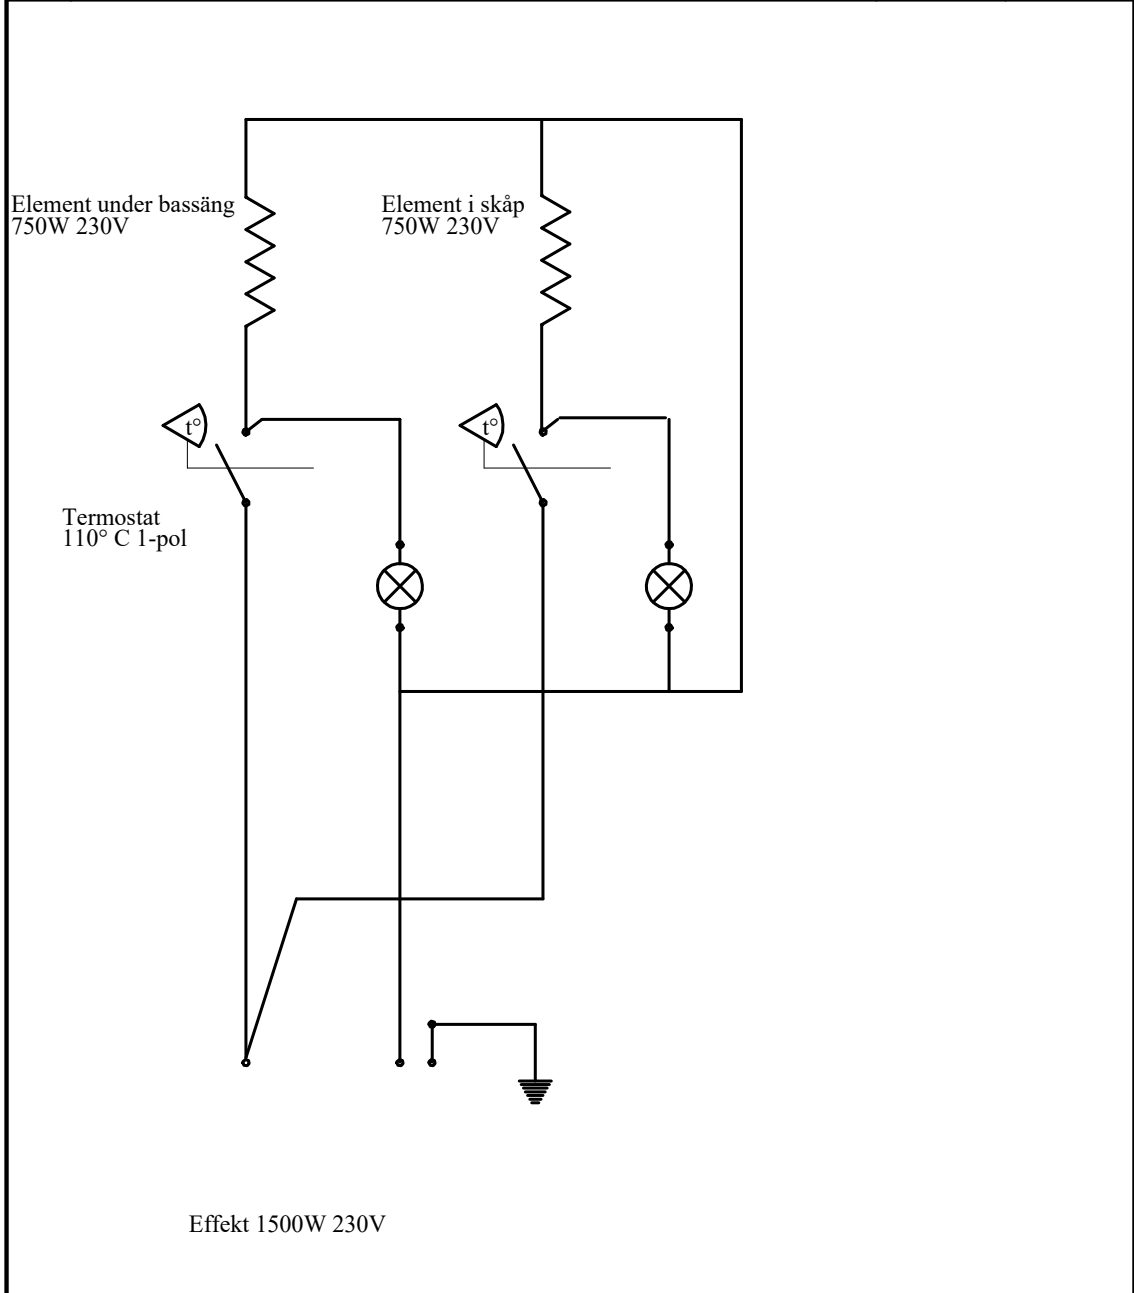 Element under bassäng
750W 230V
Element i skåp
750W 230V
t°
t°
Termostat
110° C 1-pol
Effekt 1500W 230V